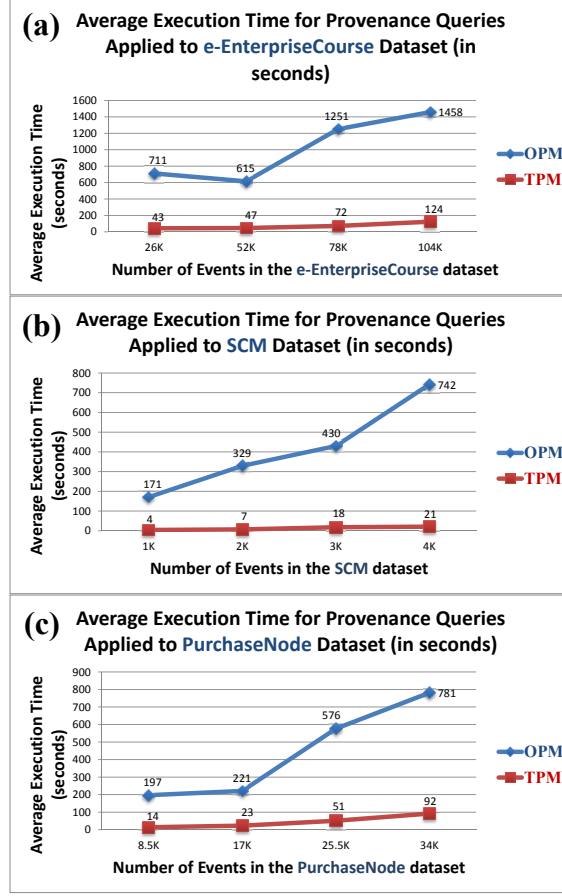 (a) Average Execution Time for Provenance Queries
Applied to e-EnterpriseCourse Dataset (in
seconds)
Average Execution Time
(seconds)
1600
1400
1200
1000
800
600
400
200
0
711
615
1251
1458
43
47
72
124
26K
52K
78K
104K
OPM
TPM
Number of Events in the e-EnterpriseCourse dataset
(b) Average Execution Time for Provenance Queries
Applied to SCM Dataset (in seconds)
Average Execution Time
(seconds)
800
700
600
500
400
300
200
100
0
171
329
430
742
4
7
18
21
1K
2K
3K
4K
OPM
TPM
Number of Events in the SCM dataset
(c) Average Execution Time for Provenance Queries
Applied to PurchaseNode Dataset (in seconds)
Average Execution Time
(seconds)
900
800
700
600
500
400
300
200
100
0
197
221
576
781
14
23
51
92
8.5K
17K
25.5K
34K
OPM
TPM
Number of Events in the PurchaseNode dataset